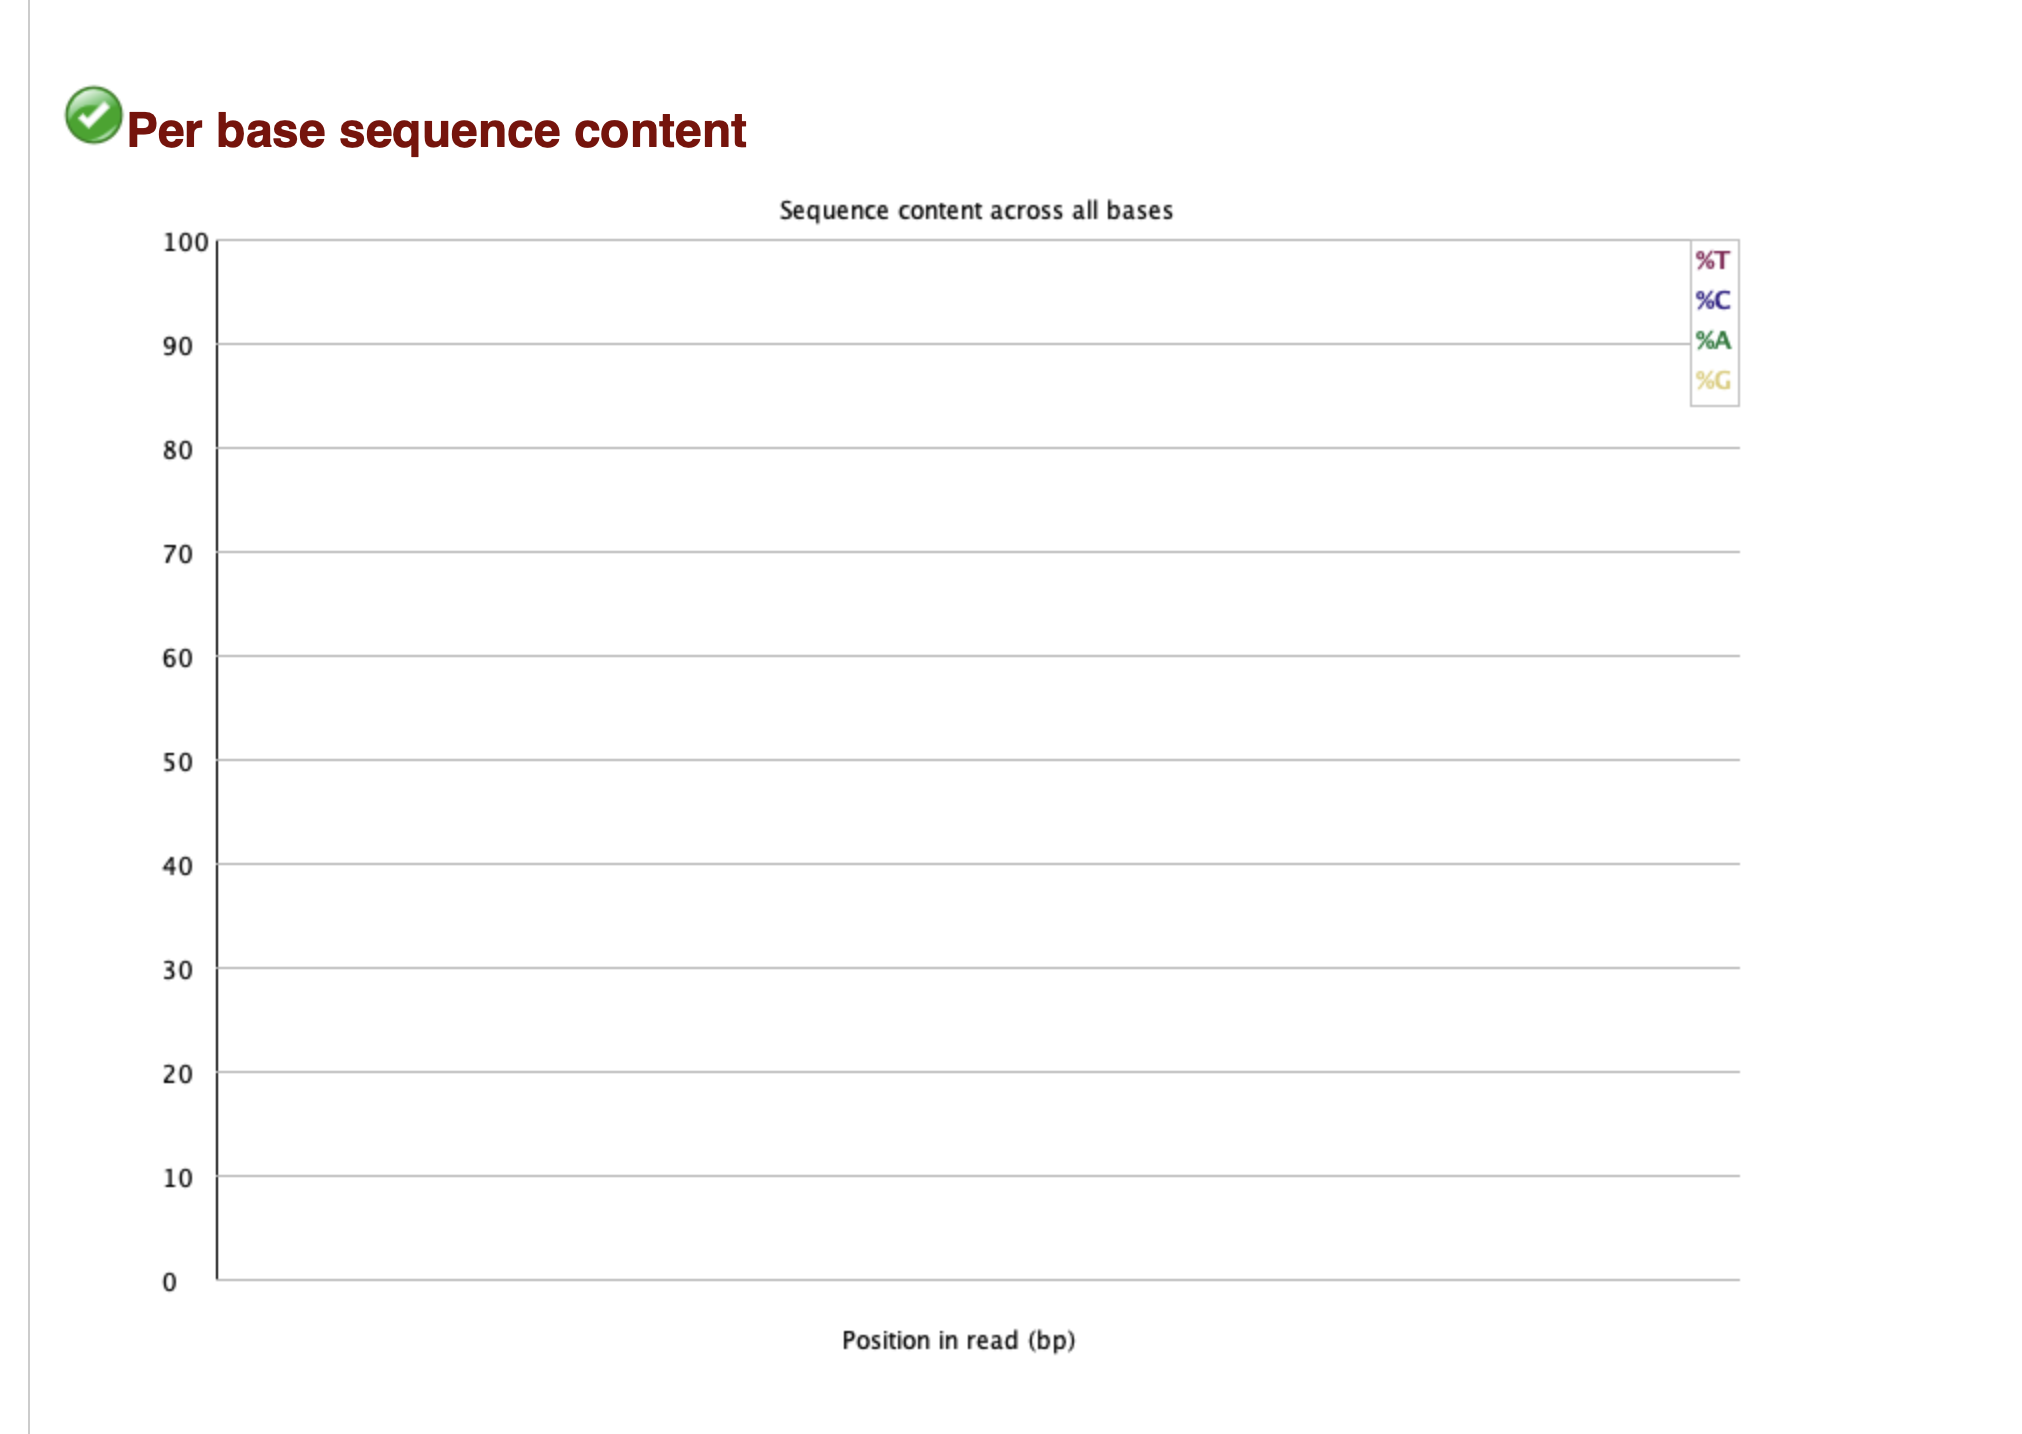 Per base sequence content
Sequence content across all bases
100
%T
%C
90
%A
%G
80
70
60
50
40
30
20
10
0
Position in read (bp)